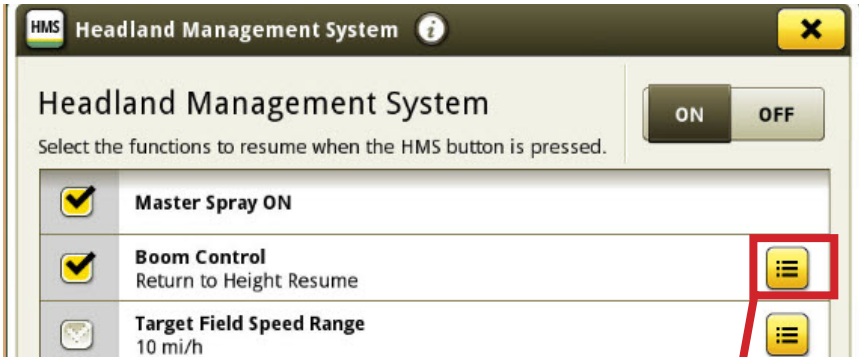 HMS Headland Management System i
Headland Management System
ON OFF
Select the functions to resume when the HMS button is pressed.
Master Spray ON
Boom Control
Return to Height Resume
Target Field Speed Range
10 mi/h